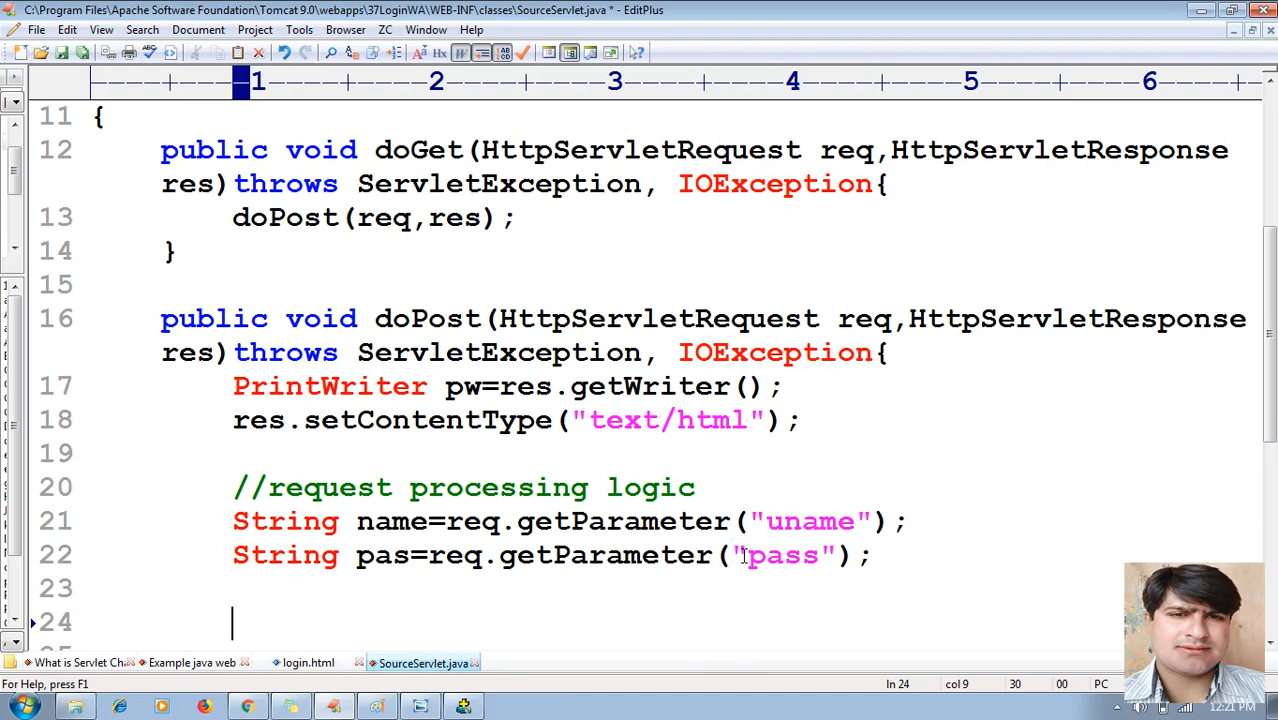 C:\Program Files\Apache Software Foundation\Tomcat 9.0\webapps\37LoginWA\WEB-INF\classes\SourceServlet.java * - EditPlus
File Edit View Search Document Project Tools Browser ZC Window Help
----+----1----+----2----+----3----+----4----+----5----+----6----+-
11 {
12 public void doGet(HttpServletRequest req,HttpServletResponse
res)throws ServletException, IOException{
13 doPost(req,res);
14 }
15
16 public void doPost(HttpServletRequest req,HttpServletResponse
res)throws ServletException, IOException{
17 PrintWriter pw=res.getWriter();
18 res.setContentType("text/html");
19
20 //request processing logic
21 String name=req.getParameter("uname");
22 String pas=req.getParameter("pass");
23
24
What is Servlet Ch Example java web login.html SourceServlet.java
For Help, press F1 Ln 24 col 9 30 00 PC
12:21 PM